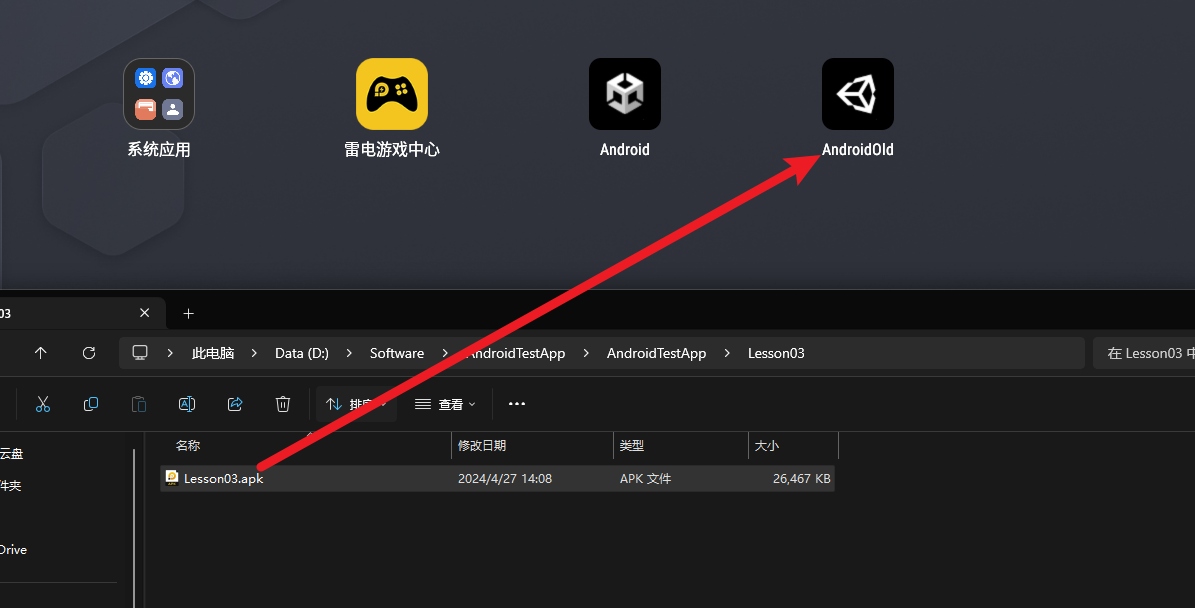 系统应用
雷电游戏中心
Android
AndroidOld
03
此电脑
Data (D:)
Software
AndroidTestApp
AndroidTestApp
Lesson03
在 Lesson03 中
排序
查看
名称
修改日期
类型
大小
云盘
Lesson03.apk
2024/4/27 14:08
APK 文件
26,467 KB
件夹
Drive